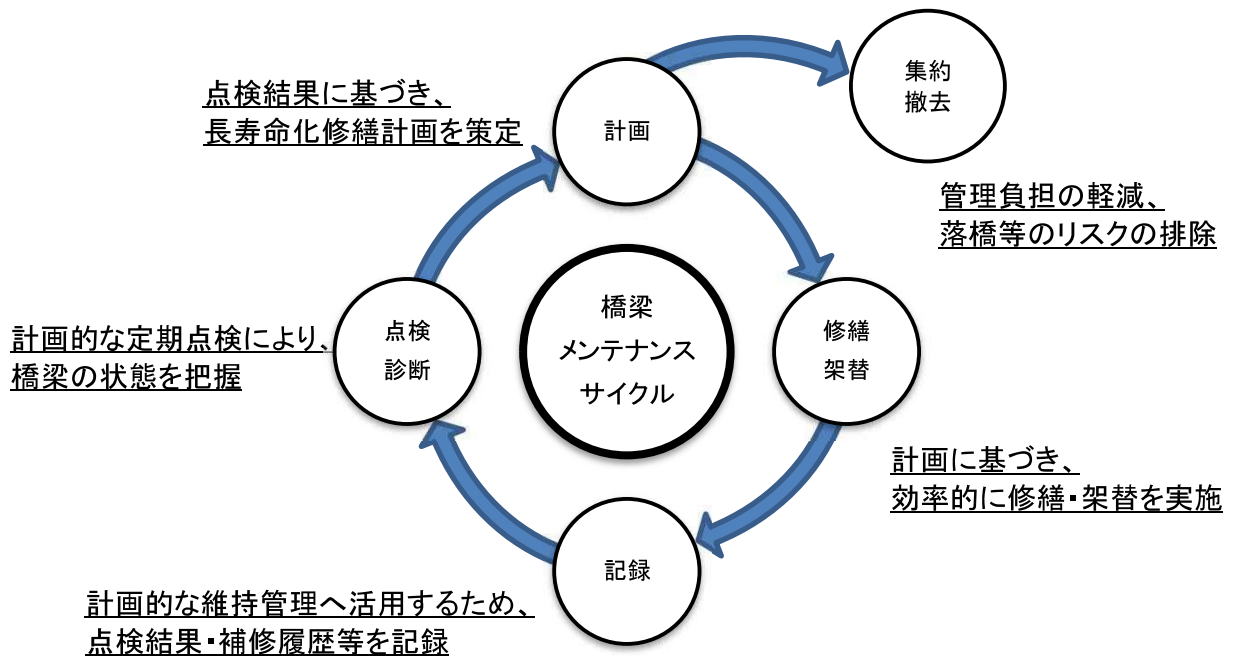 集約
撤去
点検結果に基づき、
長寿命化修繕計画を策定
計画
管理負担の軽減、
落橋等のリスクの排除
橋梁
メンテナンス
サイクル
点検
診断
修繕
架替
計画的な定期点検により、
橋梁の状態を把握
計画に基づき、
効率的に修繕・架替を実施
記録
計画的な維持管理へ活用するため、
点検結果・補修履歴等を記録